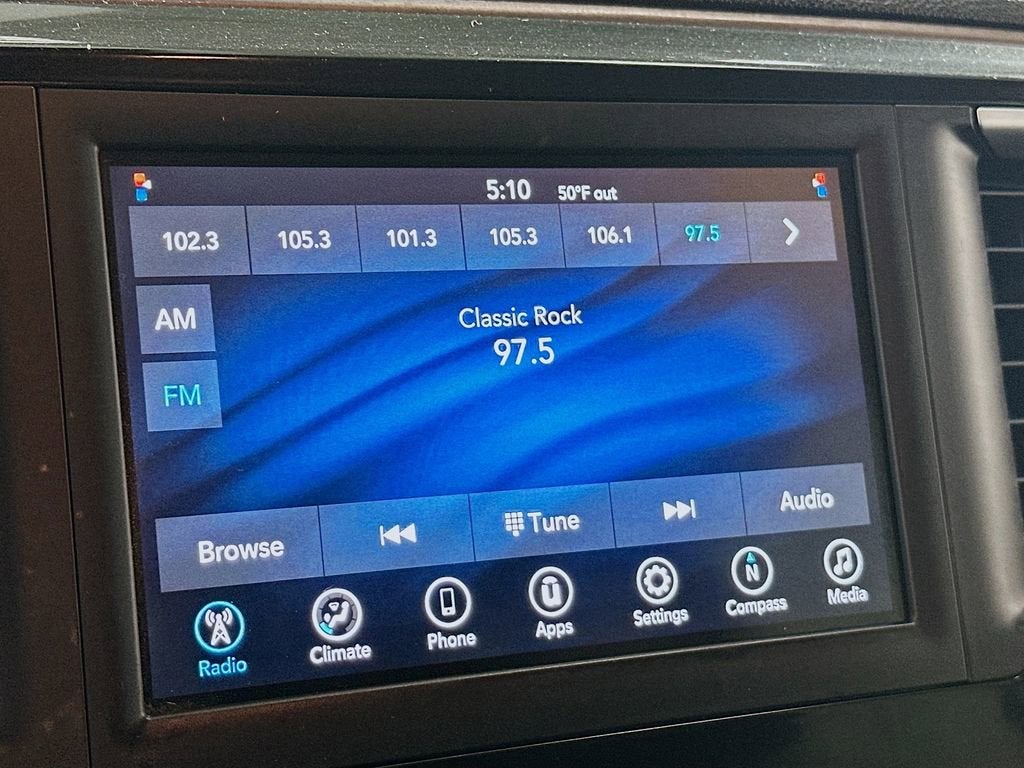 5:10 50°F out
102.3 105.3 101.3 105.3 106.1 97.5
AM
Classic Rock
97.5
FM
Browse Tune Audio
Radio Climate Phone Apps Settings Compass Media
N